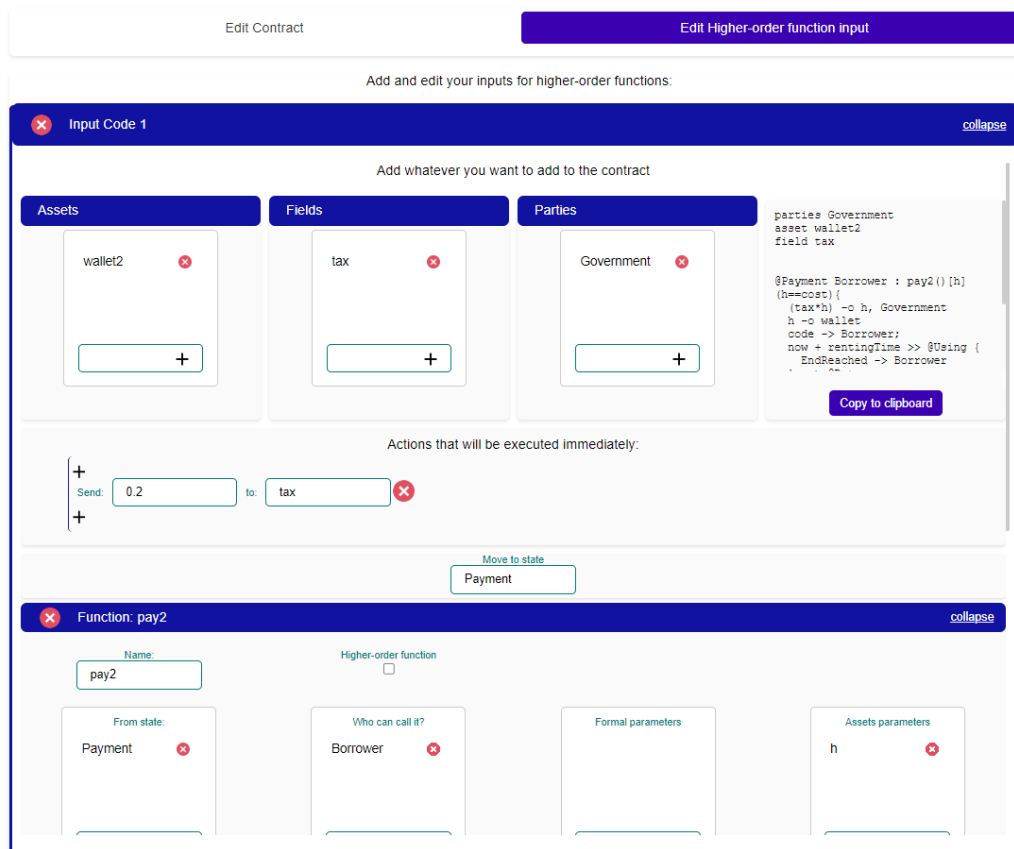 Edit Contract
Edit Higher-order function input
Add and edit your inputs for higher-order functions:
Input Code 1
collapse
Add whatever you want to add to the contract
Assets
Fields
Parties
wallet2
tax
Government
+
+
+
parties Government
asset wallet2
field tax
@Payment Borrower : pay2()[h]
(h==cost){
(tax*h) -o h, Government
h -o wallet
code -> Borrower;
now + rentingTime >> @Using {
EndReached -> Borrower
Copy to clipboard
Actions that will be executed immediately:
+
Send: 0.2 to: tax
+
Move to state
Payment
Function: pay2
collapse
Name:
pay2
Higher-order function
From state:
Payment
Who can call it?
Borrower
Formal parameters
Assets parameters
h